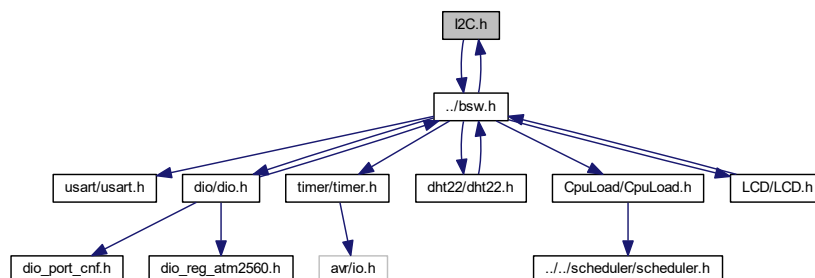 I2C.h
../bsw.h
usart/usart.h
dio/dio.h
timer/timer.h
dht22/dht22.h
CpuLoad/CpuLoad.h
LCD/LCD.h
dio_port_cnf.h
dio_reg_atm2560.h
avr/io.h
../../scheduler/scheduler.h